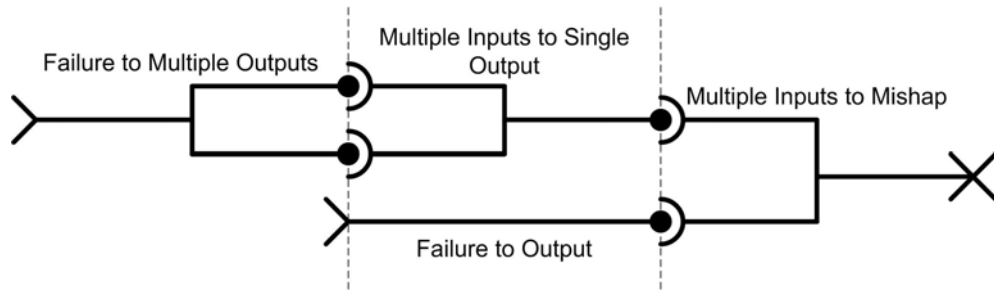 Failure to Multiple Outputs
Multiple Inputs to Single
Output
Multiple Inputs to Mishap
Failure to Output